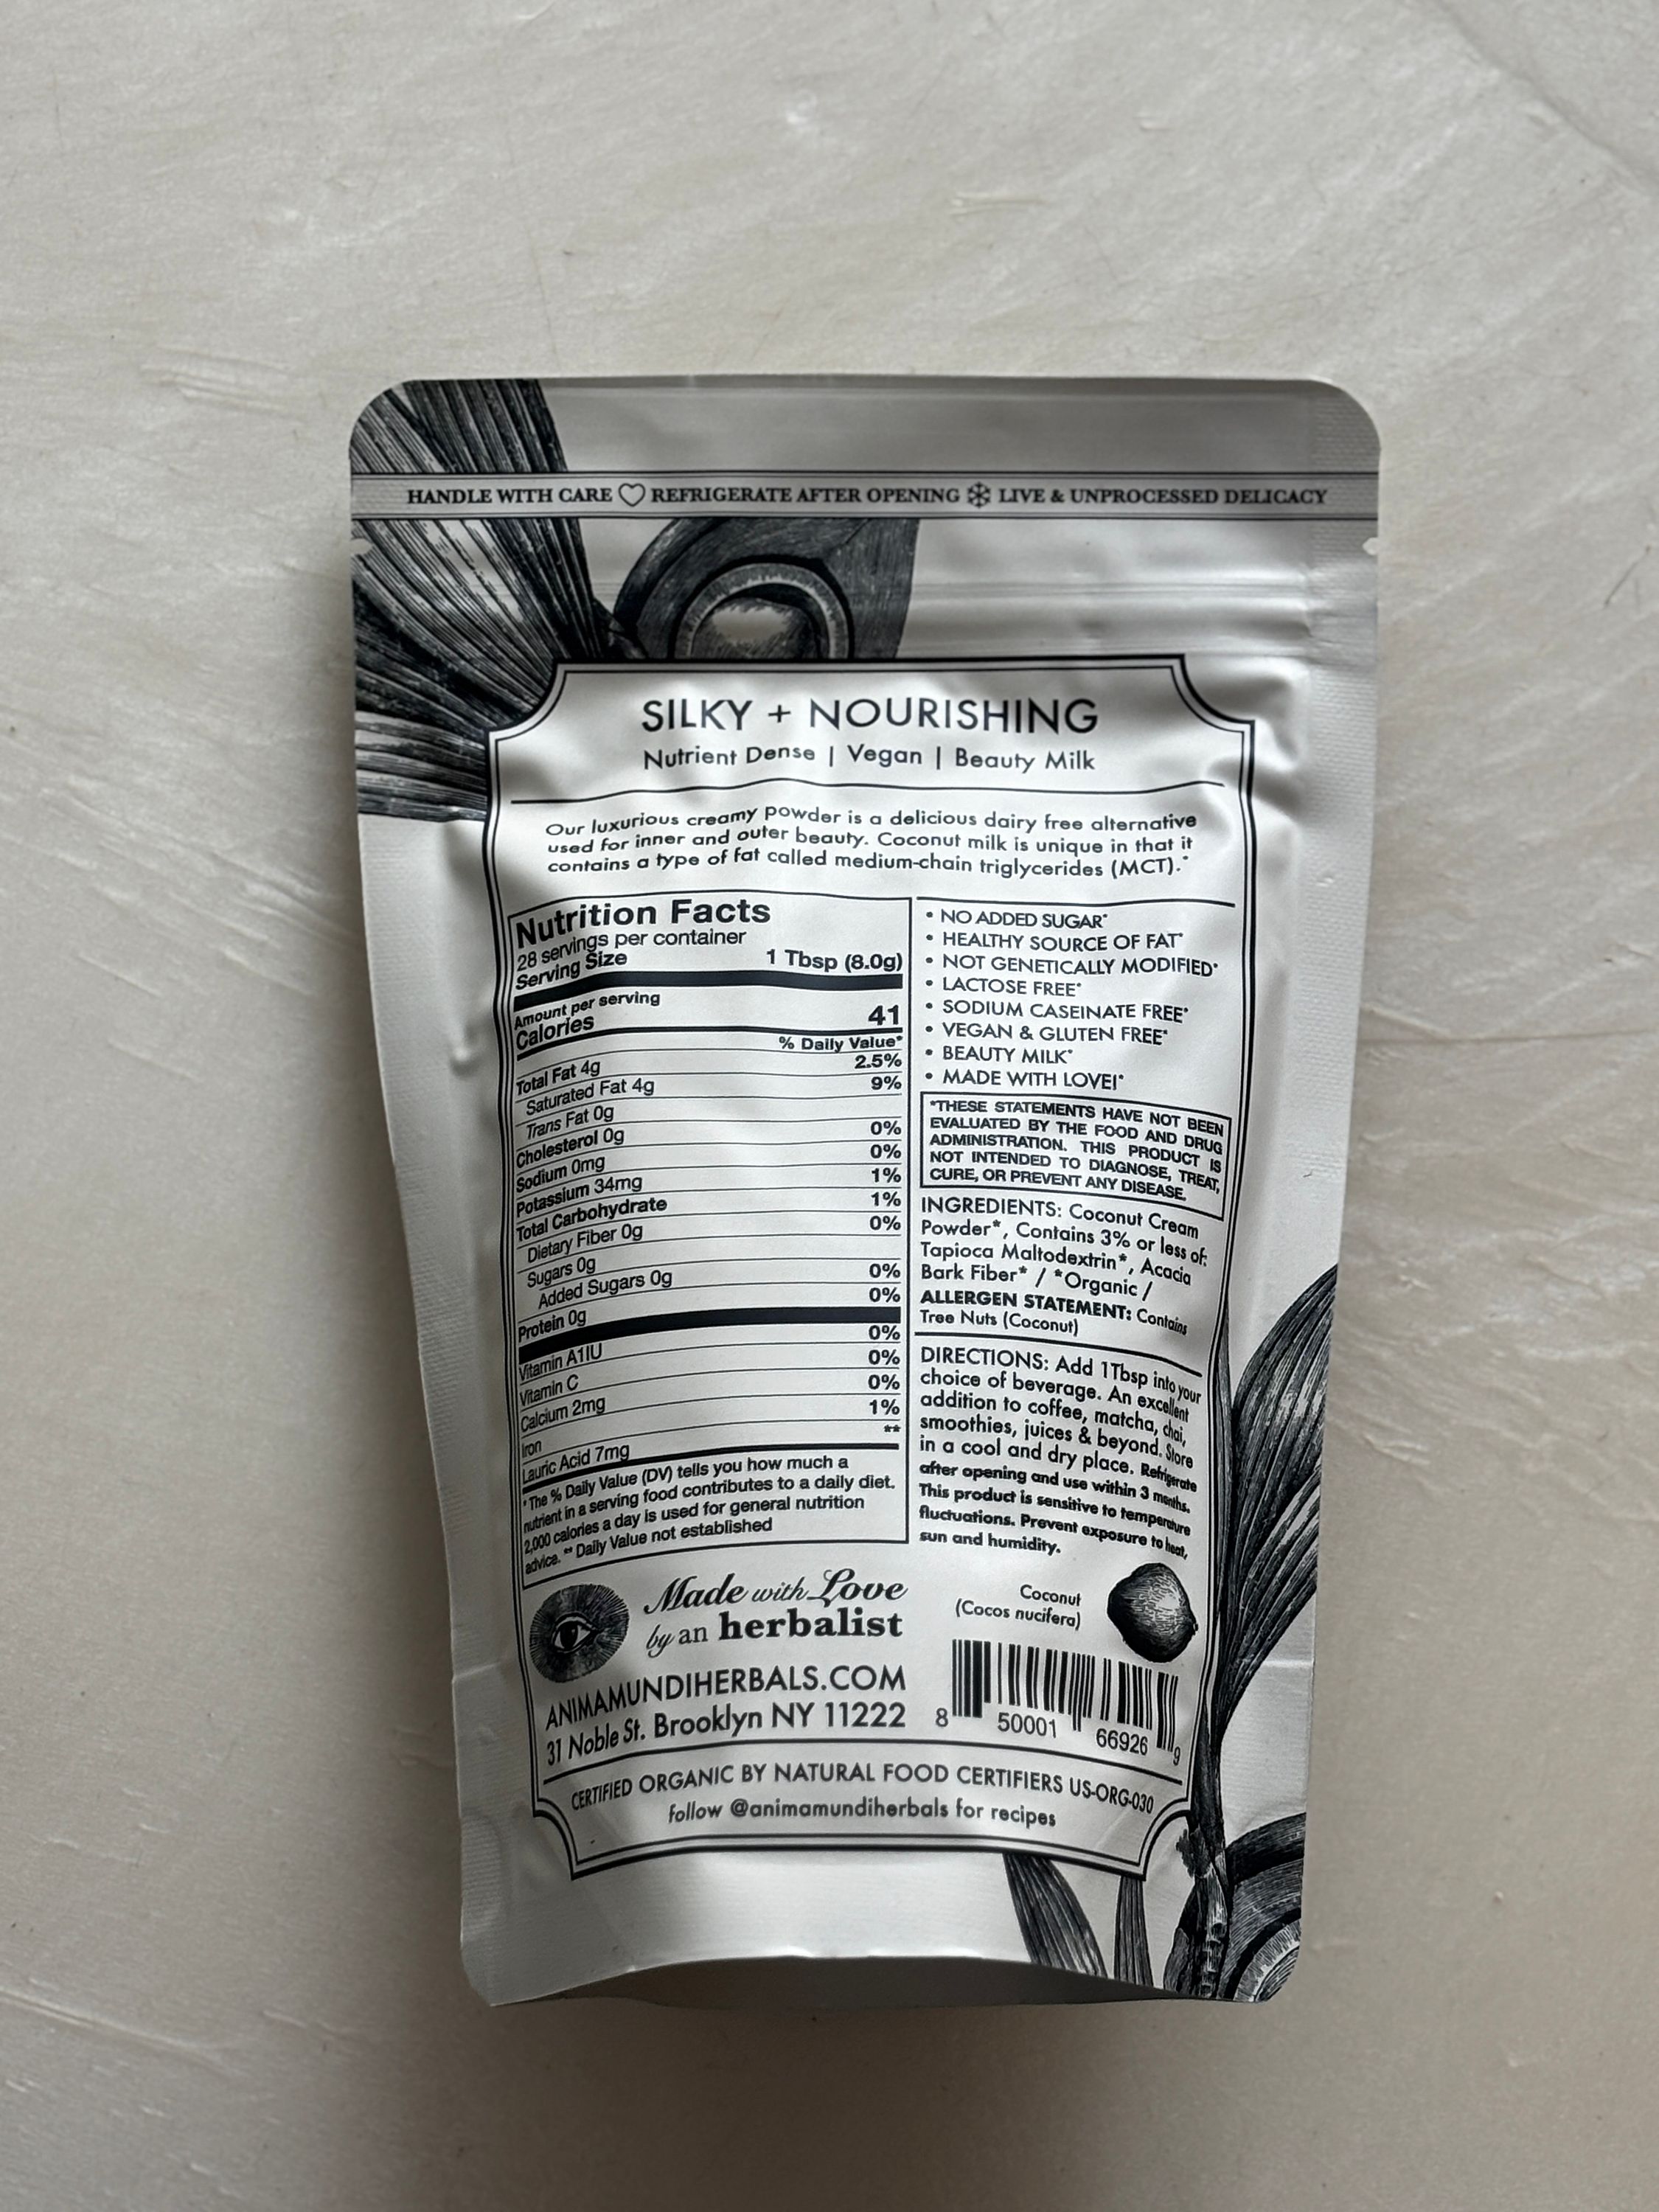 HANDLE WITH CARE REFRIGERATE AFTER OPENING LIVE & UNPROCESSED DELICACY
SILKY + NOURISHING
Nutrient Dense | Vegan | Beauty Milk
Our luxurious creamy powder is a delicious dairy free alternative
used for inner and outer beauty. Coconut milk is unique in that it
contains a type of fat called medium-chain triglycerides (MCT).*
Nutrition Facts
28 servings per container
Serving Size 1 Tbsp (8.0g)
Amount per serving
Calories 41
% Daily Value*
Total Fat 4g 2.5%
Saturated Fat 4g 9%
Trans Fat 0g
Cholesterol 0g 0%
Sodium 0mg 0%
Potassium 34mg 1%
Total Carbohydrate 1%
Dietary Fiber 0g 0%
Sugars 0g
Added Sugars 0g 0%
Protein 0g 0%
Vitamin A1IU 0%
Vitamin C 0%
Calcium 2mg 0%
Iron 1%
Lauric Acid 7mg **
*The % Daily Value (DV) tells you how much a
nutrient in a serving food contributes to a daily diet.
2,000 calories a day is used for general nutrition
advice. ** Daily Value not established
• NO ADDED SUGAR*
• HEALTHY SOURCE OF FAT*
• NOT GENETICALLY MODIFIED*
• LACTOSE FREE*
• SODIUM CASEINATE FREE*
• VEGAN & GLUTEN FREE*
• BEAUTY MILK*
• MADE WITH LOVE!*
*THESE STATEMENTS HAVE NOT BEEN
EVALUATED BY THE FOOD AND DRUG
ADMINISTRATION. THIS PRODUCT IS
NOT INTENDED TO DIAGNOSE, TREAT,
CURE, OR PREVENT ANY DISEASE.
INGREDIENTS: Coconut Cream
Powder*, Contains 3% or less of:
Tapioca Maltodextrin*, Acacia
Bark Fiber* / *Organic /
ALLERGEN STATEMENT: Contains
Tree Nuts (Coconut)
DIRECTIONS: Add 1Tbsp into your
choice of beverage. An excellent
addition to coffee, matcha, chai,
smoothies, juices & beyond. Store
in a cool and dry place. Refrigerate
after opening and use within 3 months.
This product is sensitive to temperature
fluctuations. Prevent exposure to heat,
sun and humidity.
Made with Love
by an herbalist
ANIMAMUNDIHERBALS.COM
31 Noble St. Brooklyn NY 11222
Coconut
(Cocos nucifera)
8 50001 66926 9
CERTIFIED ORGANIC BY NATURAL FOOD CERTIFIERS US-ORG-030
follow @animamundiherbals for recipes